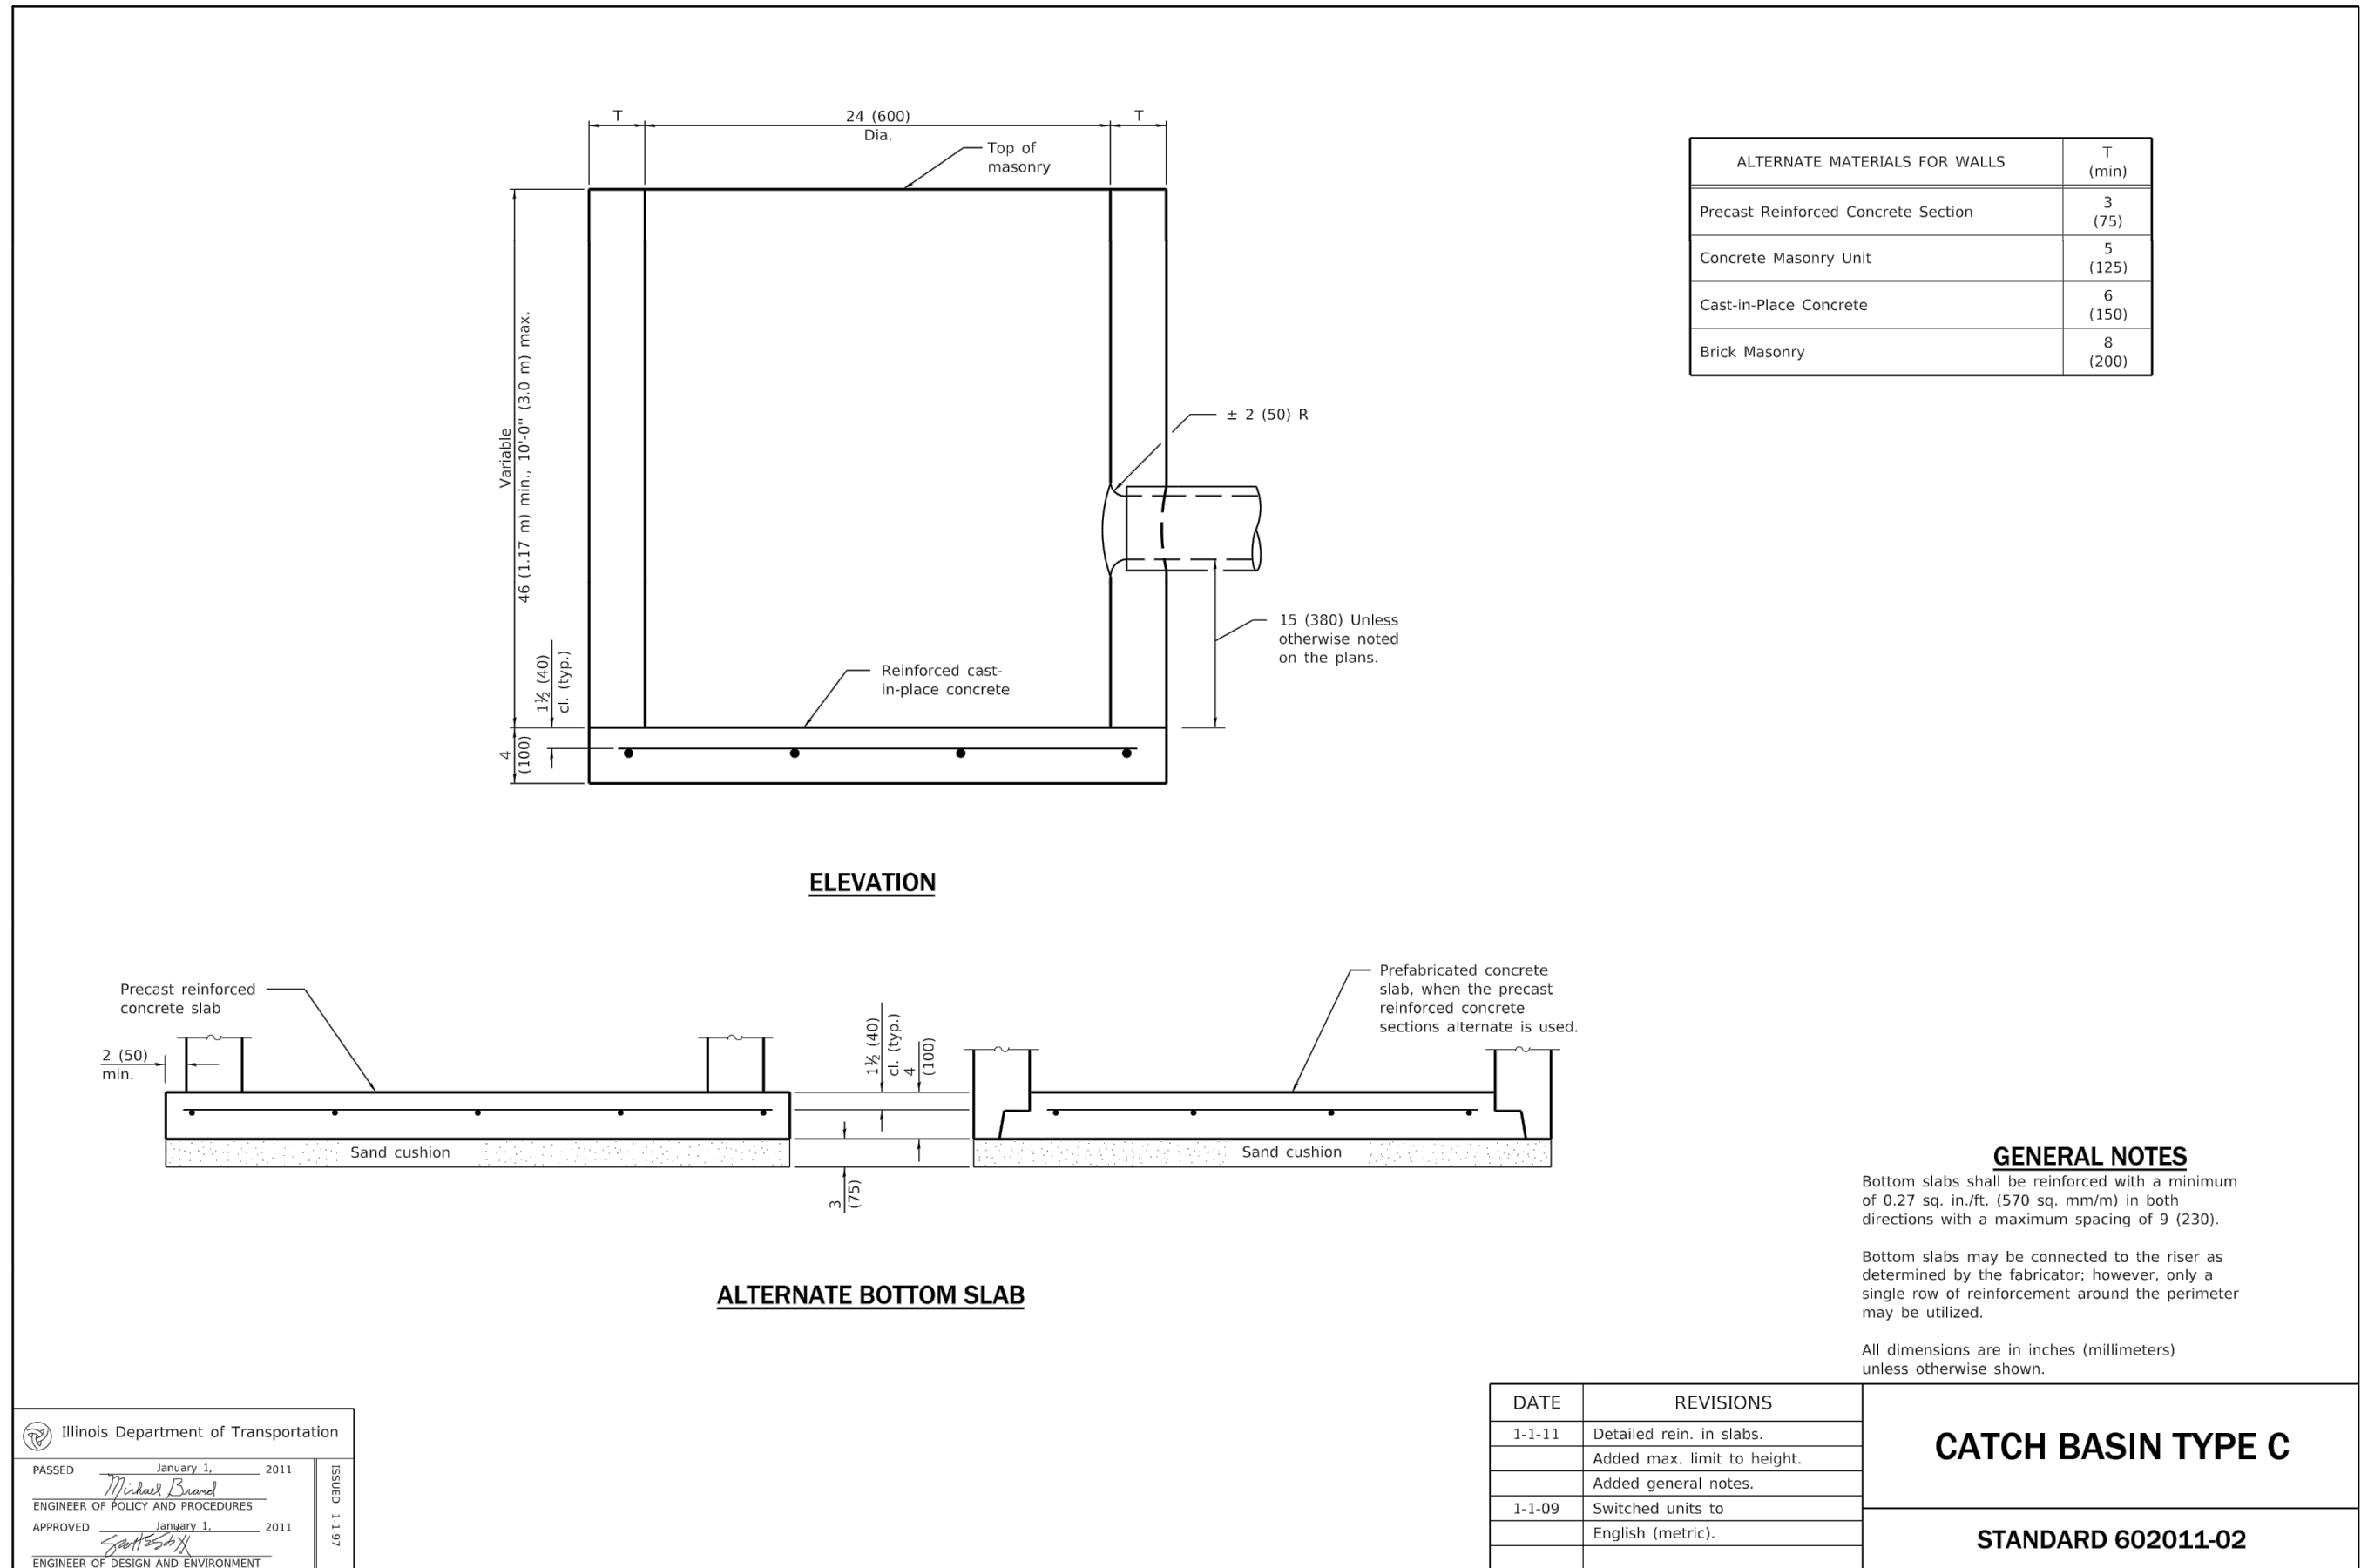 T
24 (600)
Dia.
T
Top of
masonry
Variable
46 (1.17 m) min., 10'-0" (3.0 m) max.
± 2 (50) R
15 (380) Unless
otherwise noted
on the plans.
1½ (40)
cl. (typ.)
Reinforced cast-
in-place concrete
4
(100)
ELEVATION
ALTERNATE MATERIALS FOR WALLS
T
(min)
Precast Reinforced Concrete Section
3
(75)
Concrete Masonry Unit
5
(125)
Cast-in-Place Concrete
6
(150)
Brick Masonry
8
(200)
Precast reinforced
concrete slab
2 (50)
min.
Sand cushion
1½ (40)
cl. (typ.)
4
(100)
3
(75)
Prefabricated concrete
slab, when the precast
reinforced concrete
sections alternate is used.
Sand cushion
ALTERNATE BOTTOM SLAB
GENERAL NOTES
Bottom slabs shall be reinforced with a minimum
of 0.27 sq. in./ft. (570 sq. mm/m) in both
directions with a maximum spacing of 9 (230).
Bottom slabs may be connected to the riser as
determined by the fabricator; however, only a
single row of reinforcement around the perimeter
may be utilized.
All dimensions are in inches (millimeters)
unless otherwise shown.
Illinois Department of Transportation
PASSED January 1, 2011
Michael Brand
ENGINEER OF POLICY AND PROCEDURES
APPROVED January 1, 2011
ENGINEER OF DESIGN AND ENVIRONMENT
ISSUED 1-1-97
DATE REVISIONS
1-1-11 Detailed rein. in slabs.
Added max. limit to height.
Added general notes.
1-1-09 Switched units to
English (metric).
CATCH BASIN TYPE C
STANDARD 602011-02